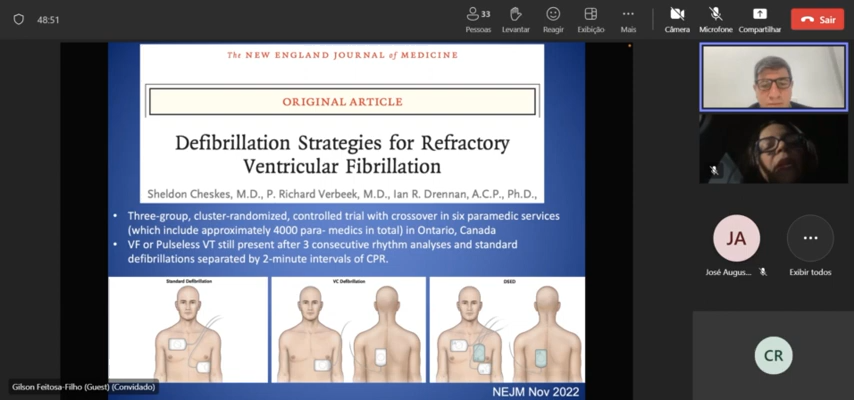 48:51
33
Pessoas
Levantar
Reagir
Exibição
Mais
Câmera
Microfone
Compartilhar
Sair
The NEW ENGLAND JOURNAL of MEDICINE
ORIGINAL ARTICLE
Defibrillation Strategies for Refractory
Ventricular Fibrillation
Sheldon Cheskes, M.D., P. Richard Verbeek, M.D., Ian R. Drennan, A.C.P., Ph.D.,
• Three-group, cluster-randomized, controlled trial with crossover in six paramedic services
(which include approximately 4000 para- medics in total) in Ontario, Canada
• VF or Pulseless VT still present after 3 consecutive rhythm analyses and standard
defibrillations separated by 2-minute intervals of CPR.
Standard Defibrillation
VC Defibrillation
DSED
NEJM Nov 2022
Gilson Feitosa-Filho (Guest) (Convidado)
JA
José Augus...
Exibir todos
CR